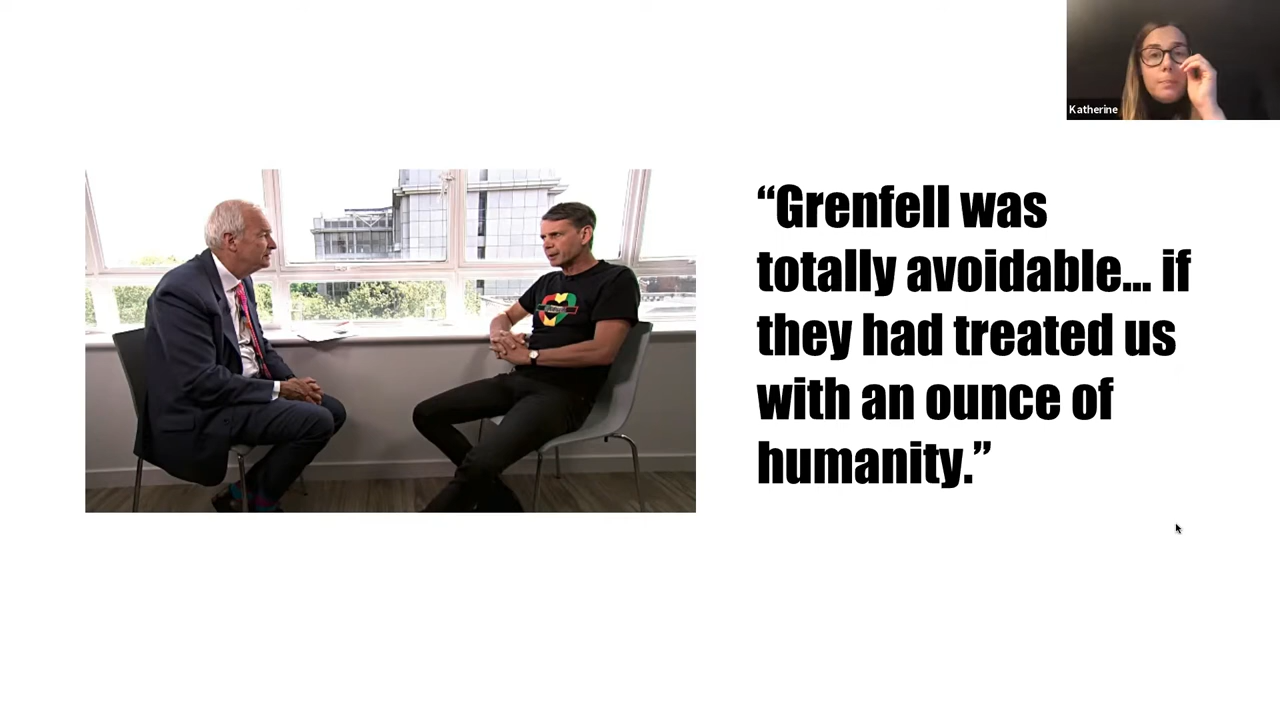 Katherine
“Grenfell was
totally avoidable... if
they had treated us
with an ounce of
humanity.”